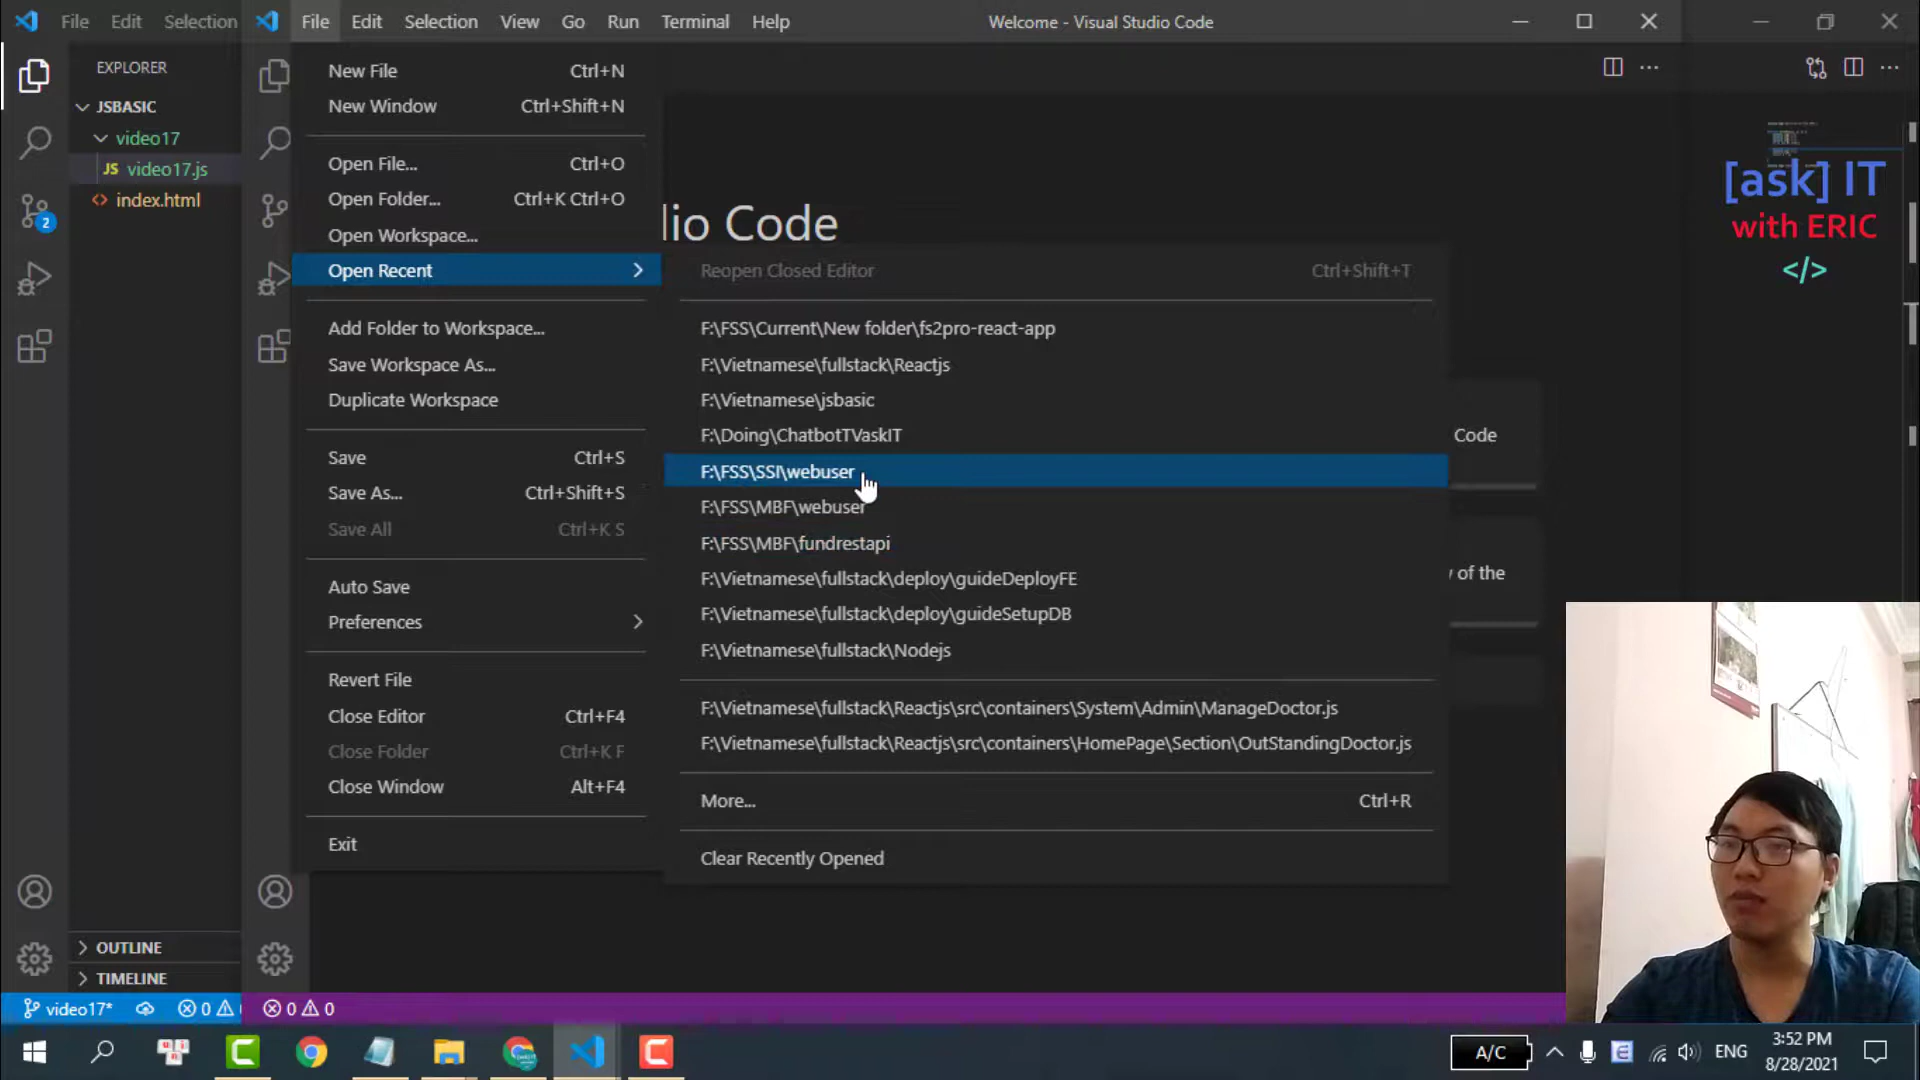 File Edit Selection
File Edit Selection View Go Run Terminal Help
Welcome - Visual Studio Code
EXPLORER
JSBASIC
video17
JS video17.js
<> index.html
2
OUTLINE
TIMELINE
video17*
0
0 0
New File Ctrl+N
New Window Ctrl+Shift+N
Open File... Ctrl+O
Open Folder... Ctrl+K Ctrl+O
Open Workspace...
Open Recent
Add Folder to Workspace...
Save Workspace As...
Duplicate Workspace
Save Ctrl+S
Save As... Ctrl+Shift+S
Save All Ctrl+K S
Auto Save
Preferences
Revert File
Close Editor Ctrl+F4
Close Folder Ctrl+K F
Close Window Alt+F4
Exit
dio Code
Reopen Closed Editor Ctrl+Shift+T
F:\FSS\Current\New folder\fs2pro-react-app
F:\Vietnamese\fullstack\Reactjs
F:\Vietnamese\jsbasic
F:\Doing\ChatbotTVaskIT
F:\FSS\SSI\webuser
F:\FSS\MBF\webuser
F:\FSS\MBF\fundrestapi
F:\Vietnamese\fullstack\deploy\guideDeployFE
F:\Vietnamese\fullstack\deploy\guideSetupDB
F:\Vietnamese\fullstack\Nodejs
F:\Vietnamese\fullstack\Reactjs\src\containers\System\Admin\ManageDoctor.js
F:\Vietnamese\fullstack\Reactjs\src\containers\HomePage\Section\OutStandingDoctor.js
More... Ctrl+R
Clear Recently Opened
Code
of the
[ask] IT
with ERIC
</>
A/C
ENG
3:52 PM
8/28/2021